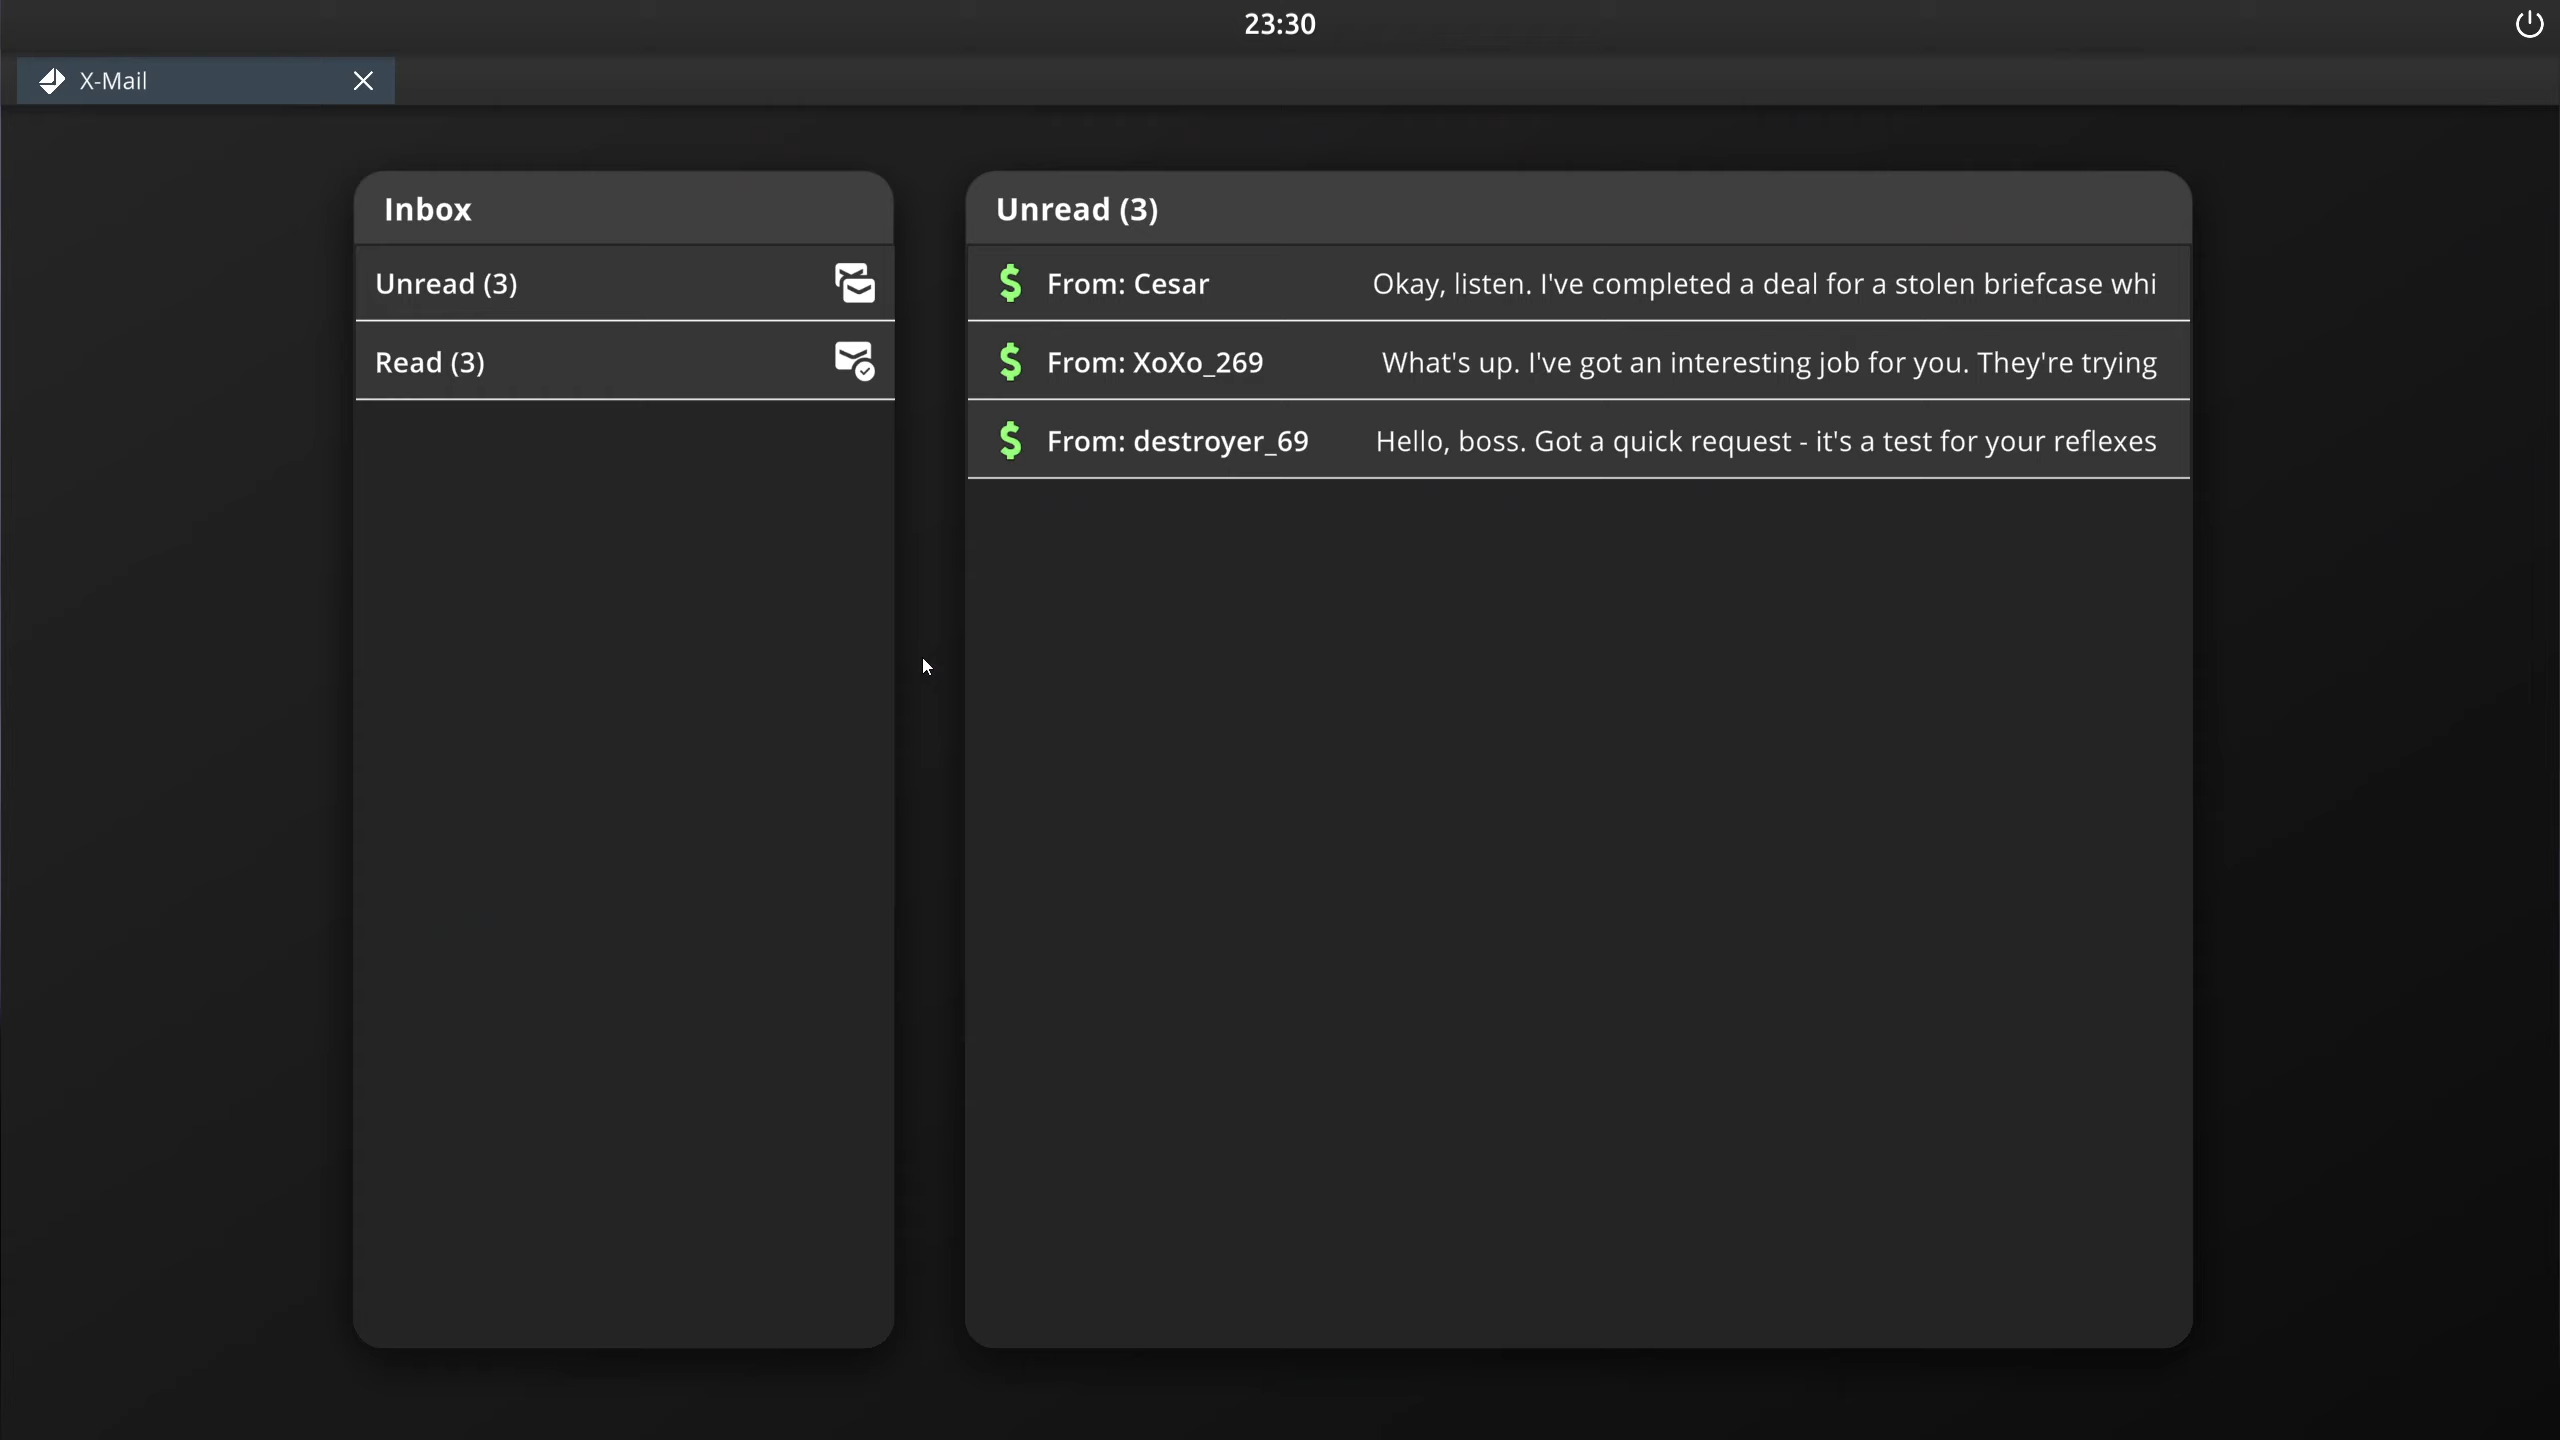 23:30
X-Mail
Inbox
Unread (3)
Read (3)
Unread (3)
From: Cesar Okay, listen. I've completed a deal for a stolen briefcase whi
From: XoXo_269 What's up. I've got an interesting job for you. They're trying
From: destroyer_69 Hello, boss. Got a quick request - it's a test for your reflexes